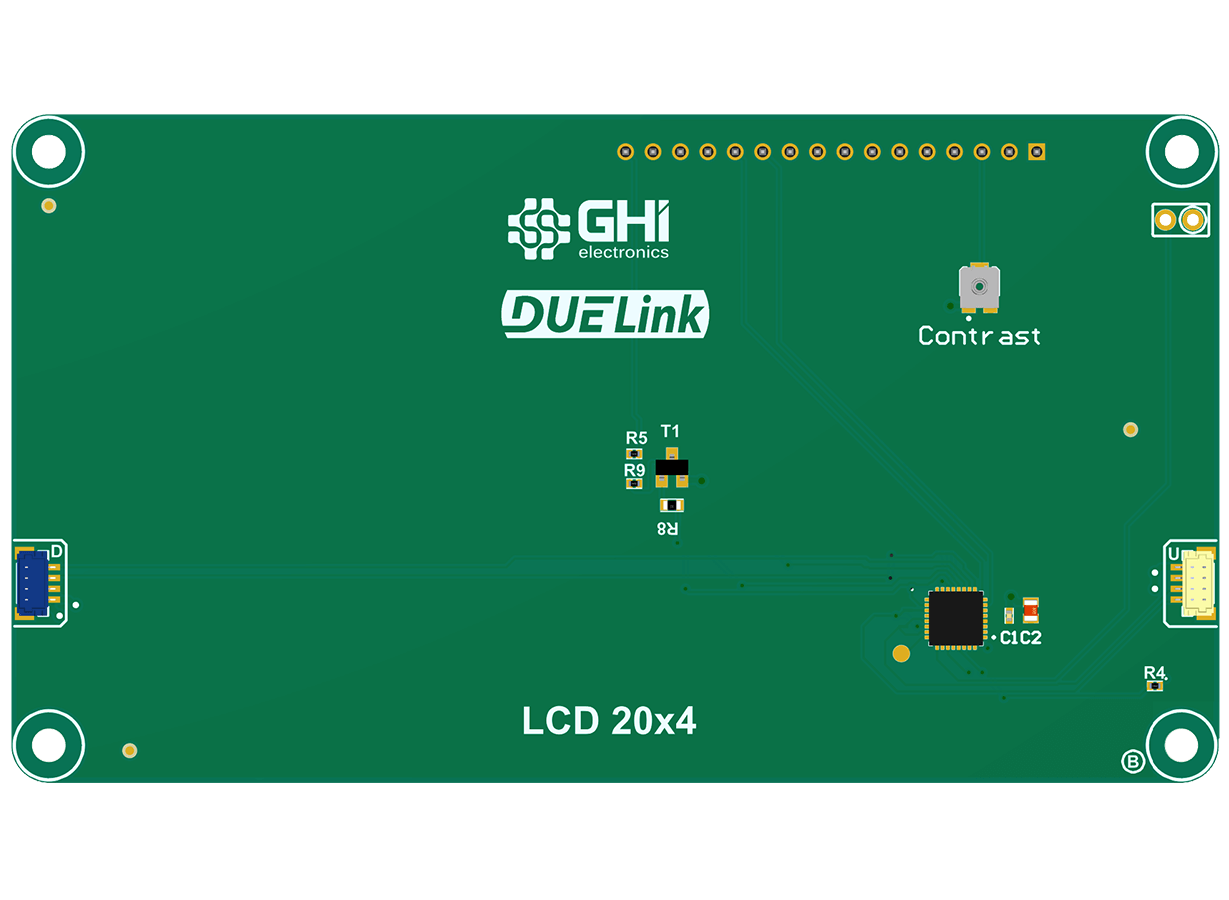 GHI
electronics
DUELink
Contrast
R5
T1
R9
R8
D
U
C1C2
R4
LCD 20x4
B